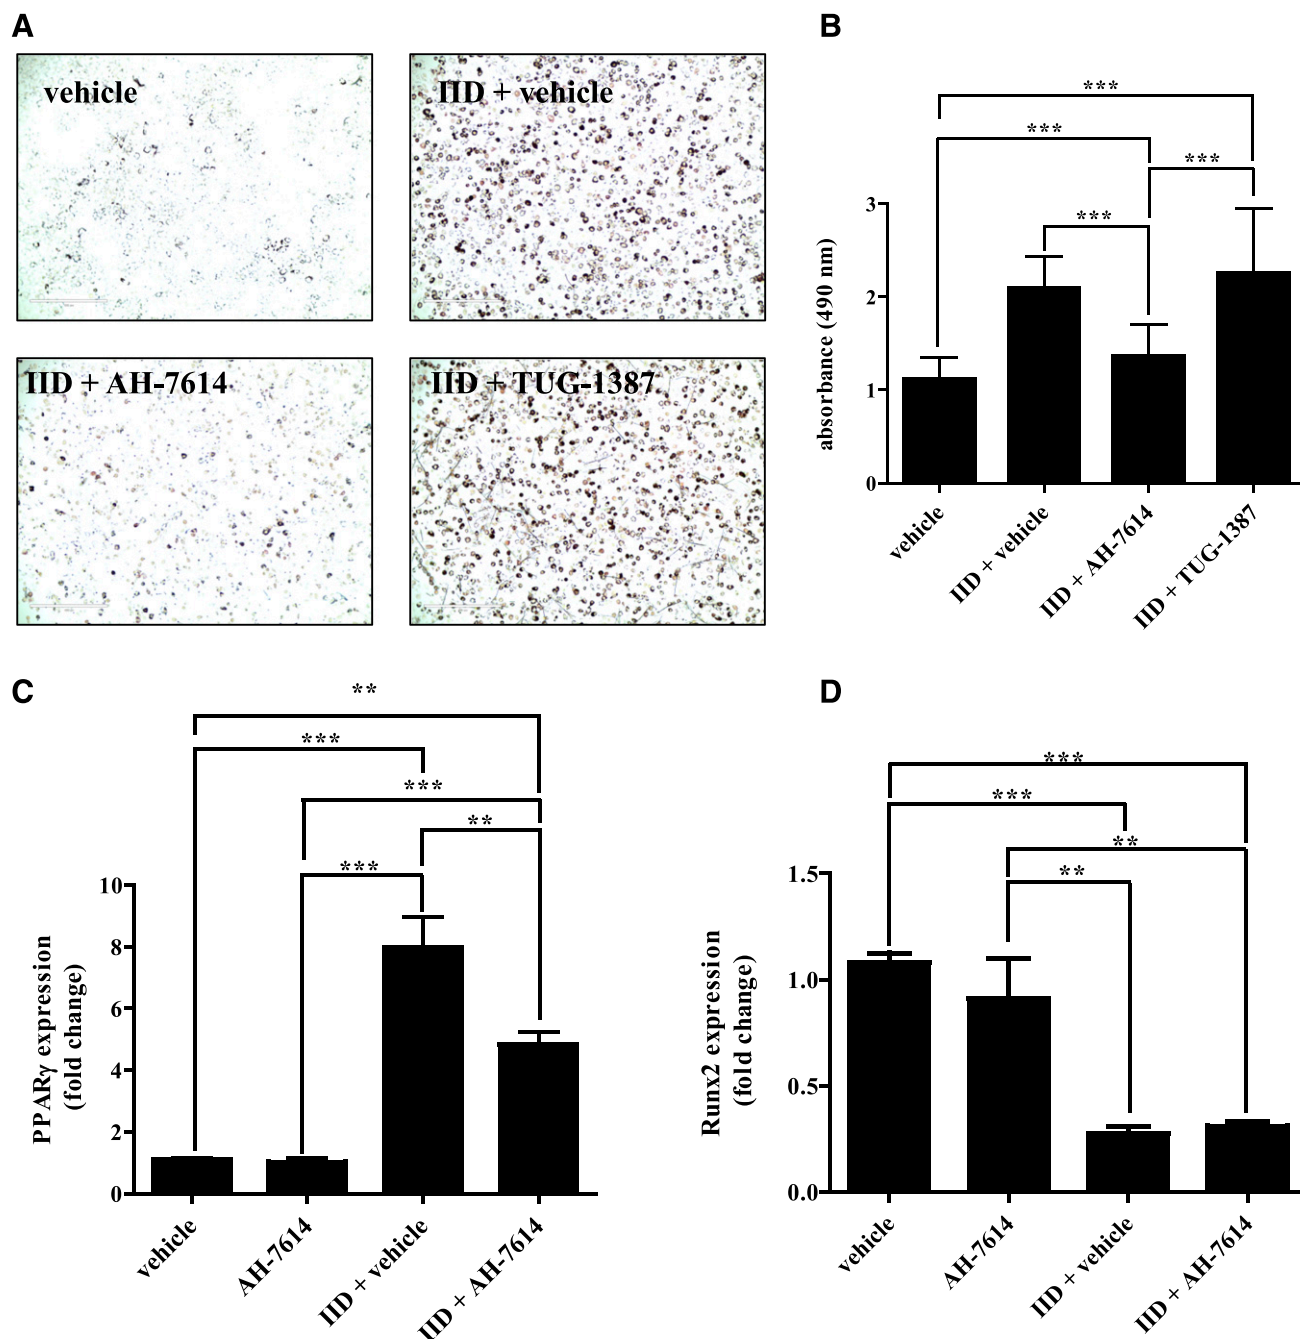 A
vehicle
IID + vehicle
IID + AH-7614
IID + TUG-1387
B
***
***
***
***
3
2
1
0
absorbance (490 nm)
vehicle
IID + vehicle
IID + AH-7614
IID + TUG-1387
C
**
***
***
**
***
10
8
6
4
2
0
PPARγ expression
(fold change)
vehicle
AH-7614
IID + vehicle
IID + AH-7614
D
***
***
**
**
1.5
1.0
0.5
0.0
Runx2 expression
(fold change)
vehicle
AH-7614
IID + vehicle
IID + AH-7614